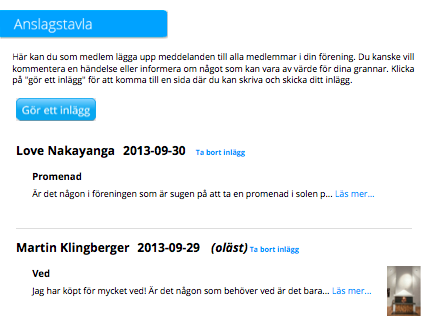 Anslagstavla
Här kan du som medlem lägga upp meddelanden till alla medlemmar i din förening. Du kanske vill
kommentera en händelse eller informera om något som kan vara av värde för dina grannar. Klicka
på "gör ett inlägg" för att komma till en sida där du kan skriva och skicka ditt inlägg.
Gör ett inlägg
Love Nakayanga 2013-09-30 Ta bort inlägg
Promenad
Är det någon i föreningen som är sugen på att ta en promenad i solen p... Läs mer...
Martin Klingberger 2013-09-29 (oläst) Ta bort inlägg
Ved
Jag har köpt för mycket ved! Är det någon som behöver ved är det bara... Läs mer...